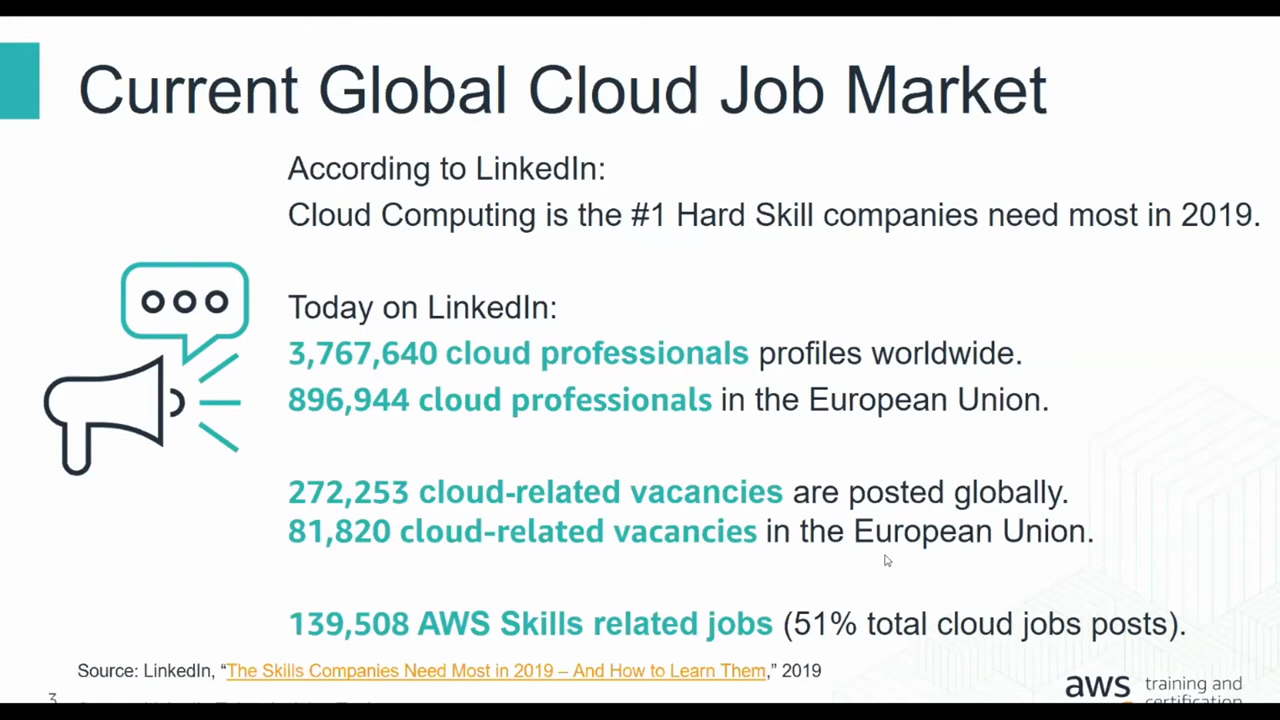 Current Global Cloud Job Market
According to LinkedIn:
Cloud Computing is the #1 Hard Skill companies need most in 2019.
Today on LinkedIn:
3,767,640 cloud professionals profiles worldwide.
896,944 cloud professionals in the European Union.
272,253 cloud-related vacancies are posted globally.
81,820 cloud-related vacancies in the European Union.
139,508 AWS Skills related jobs (51% total cloud jobs posts).
Source: LinkedIn, “The Skills Companies Need Most in 2019 – And How to Learn Them,” 2019
3
aws training and
certification